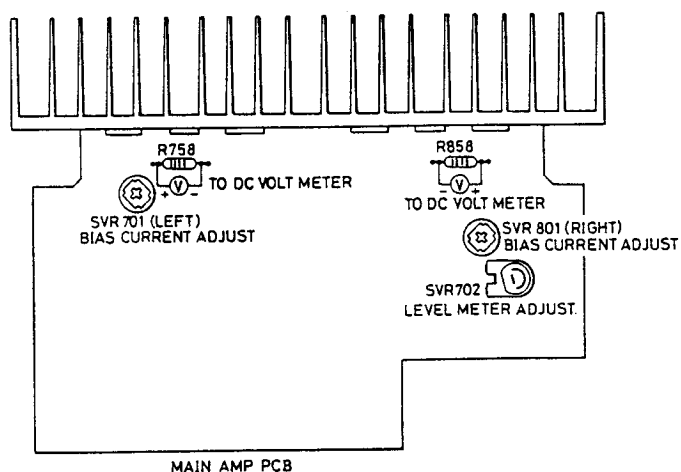 R758
+ V -
TO DC VOLT METER
SVR 701 (LEFT)
BIAS CURRENT ADJUST
R858
- V +
TO DC VOLT METER
SVR 801 (RIGHT)
BIAS CURRENT ADJUST
SVR702
LEVEL METER ADJUST.
MAIN AMP PCB